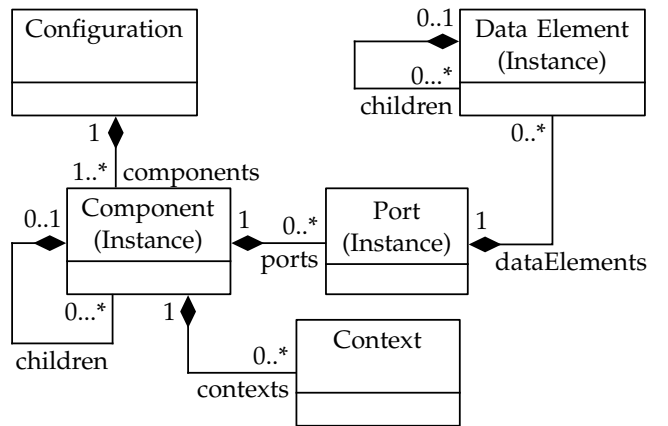 Configuration
0..1
Data Element
(Instance)
0...*
children
0..*
1
1..*
components
0..1
Component
(Instance)
1
0..*
ports
Port
(Instance)
1
dataElements
0...*
children
1
0..*
contexts
Context